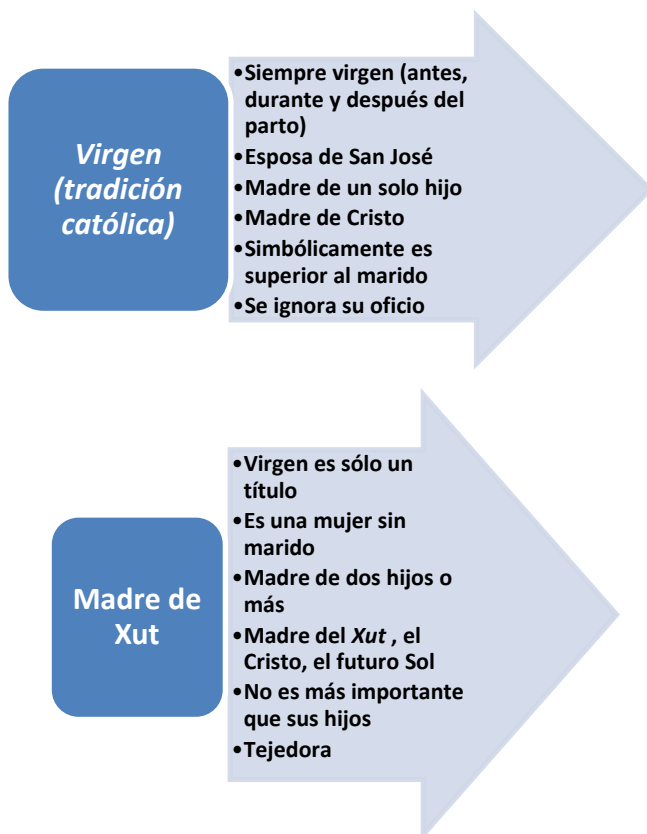 Virgen
(tradición
católica)
•Siempre virgen (antes,
durante y después del
parto)
•Esposa de San José
•Madre de un solo hijo
•Madre de Cristo
•Simbólicamente es
superior al marido
•Se ignora su oficio
Madre de
Xut
•Virgen es sólo un
título
•Es una mujer sin
marido
•Madre de dos hijos o
más
•Madre del Xut , el
Cristo, el futuro Sol
•No es más importante
que sus hijos
•Tejedora